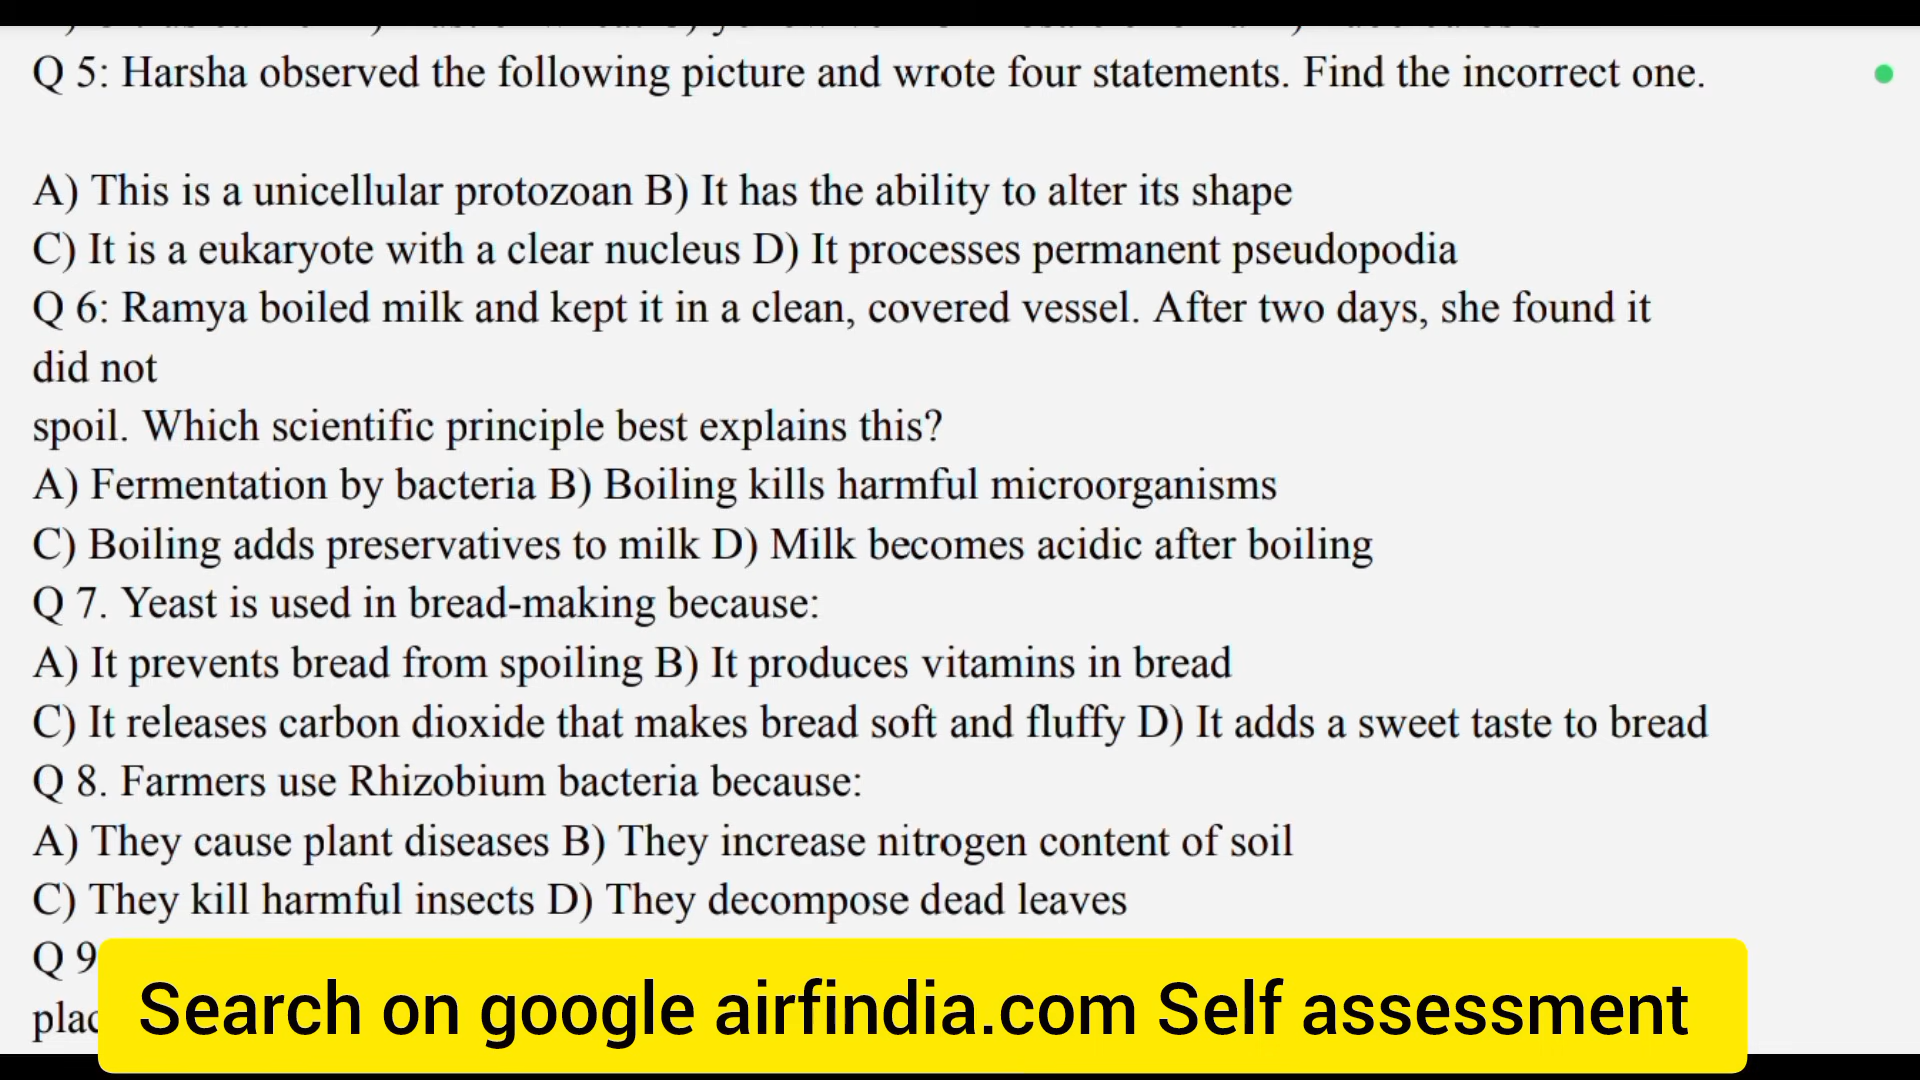 Q 5: Harsha observed the following picture and wrote four statements. Find the incorrect one.
A) This is a unicellular protozoan B) It has the ability to alter its shape
C) It is a eukaryote with a clear nucleus D) It processes permanent pseudopodia
Q 6: Ramya boiled milk and kept it in a clean, covered vessel. After two days, she found it
did not
spoil. Which scientific principle best explains this?
A) Fermentation by bacteria B) Boiling kills harmful microorganisms
C) Boiling adds preservatives to milk D) Milk becomes acidic after boiling
Q 7. Yeast is used in bread-making because:
A) It prevents bread from spoiling B) It produces vitamins in bread
C) It releases carbon dioxide that makes bread soft and fluffy D) It adds a sweet taste to bread
Q 8. Farmers use Rhizobium bacteria because:
A) They cause plant diseases B) They increase nitrogen content of soil
C) They kill harmful insects D) They decompose dead leaves
Q 9
plac
Search on google airfindia.com Self assessment